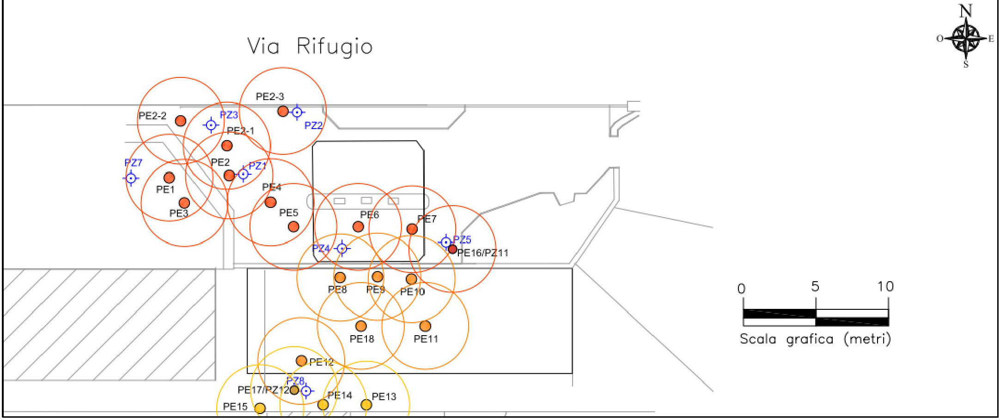 N
O
E
S
Via Rifugio
PE2-3
PE2-2
PZ3
PZ2
PE2-1
PZ7
PE2
PZ1
PE1
PE4
PE3
PE5
PE6
PE7
PZ4
PZ5
PE16/PZ11
PE8
PE9
PE10
0
5
10
PE18
PE11
Scala grafica (metri)
PE12
PZ8
PE17/PZ12
PE14
PE13
PE15